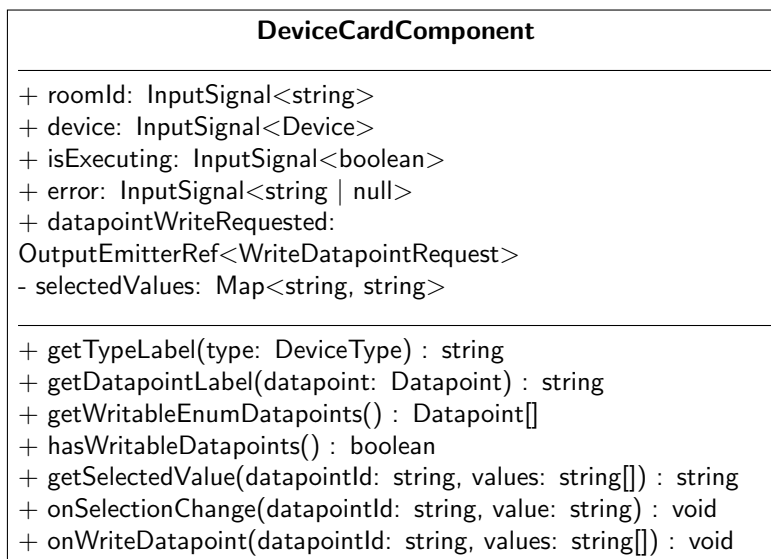 DeviceCardComponent
+ roomId: InputSignal<string>
+ device: InputSignal<Device>
+ isExecuting: InputSignal<boolean>
+ error: InputSignal<string | null>
+ datapointWriteRequested:
OutputEmitterRef<WriteDatapointRequest>
- selectedValues: Map<string, string>
+ getTypeLabel(type: DeviceType) : string
+ getDatapointLabel(datapoint: Datapoint) : string
+ getWritableEnumDatapoints() : Datapoint[]
+ hasWritableDatapoints() : boolean
+ getSelectedValue(datapointId: string, values: string[]) : string
+ onSelectionChange(datapointId: string, value: string) : void
+ onWriteDatapoint(datapointId: string, values: string[]) : void